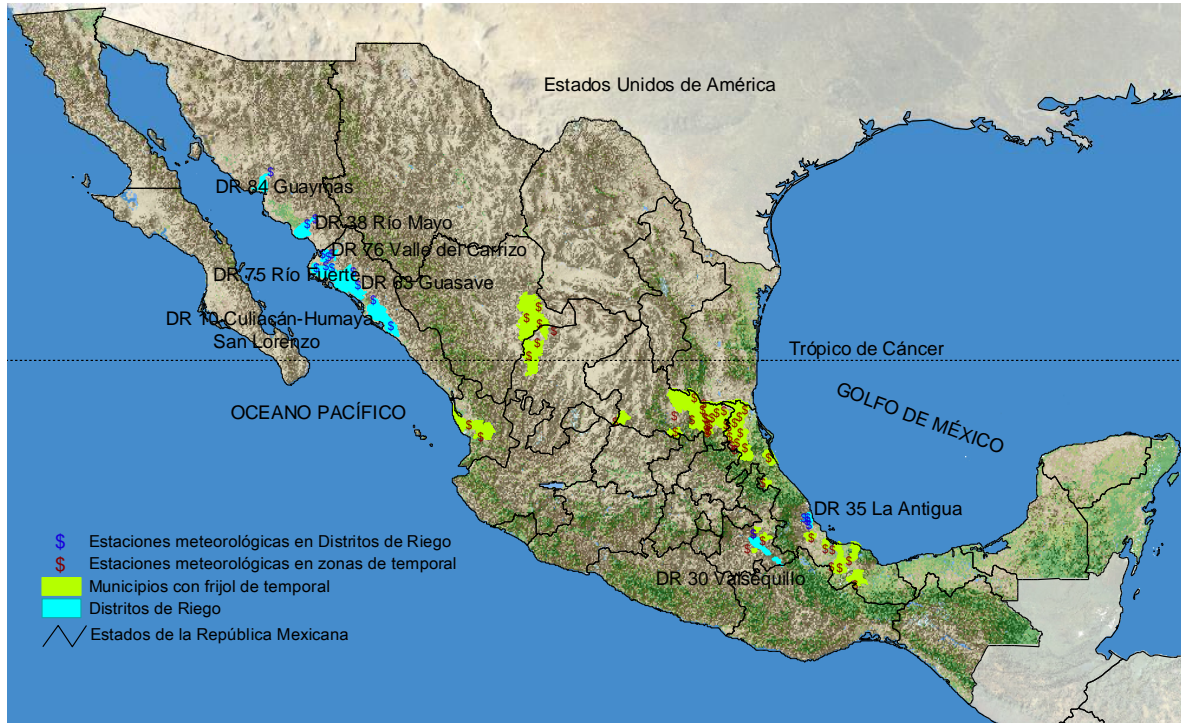 Estados Unidos de América
DR 84 Guaymas
DR 38 Río Mayo
DR 76 Valle del Carrizo
DR 75 Río Fuerte
DR 63 Guasave
DR 10 Culiacán-Humaya
San Lorenzo
Trópico de Cáncer
OCEANO PACÍFICO
GOLFO DE MÉXICO
DR 35 La Antigua
DR 30 Valsequillo
$ Estaciones meteorológicas en Distritos de Riego
$ Estaciones meteorológicas en zonas de temporal
Municipios con frijol de temporal
Distritos de Riego
Estados de la República Mexicana